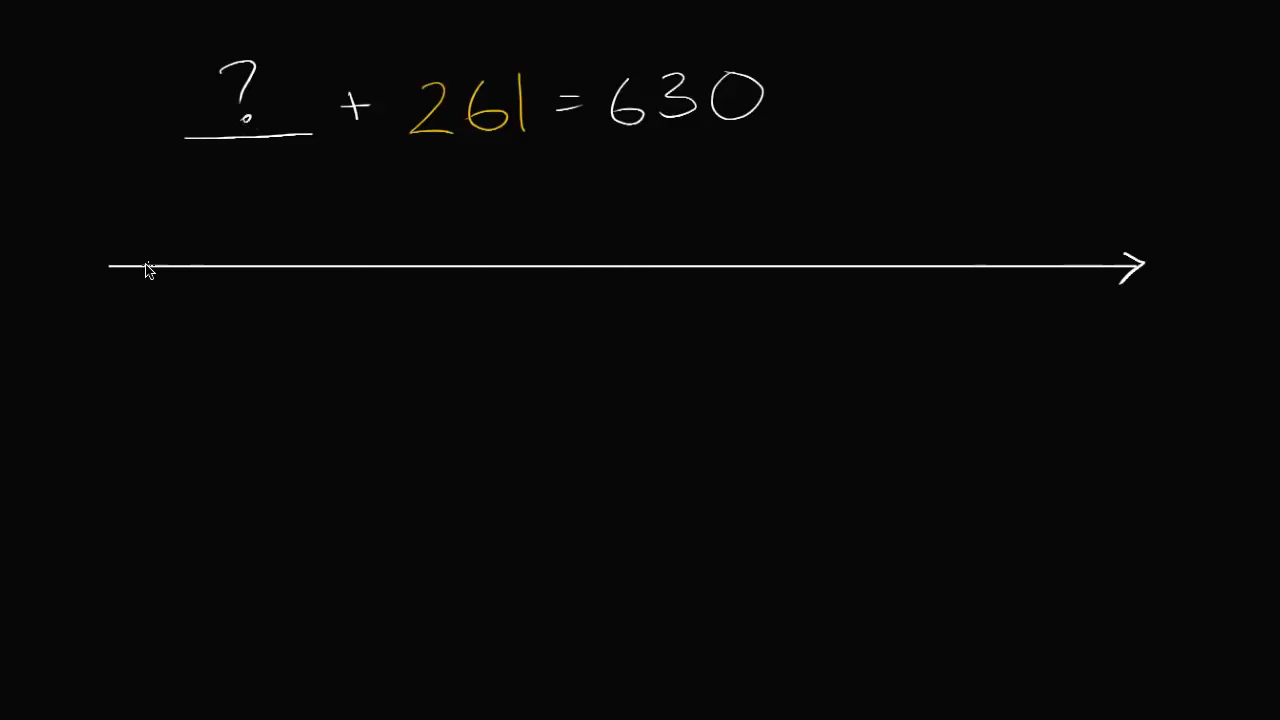 ? + 261 = 630